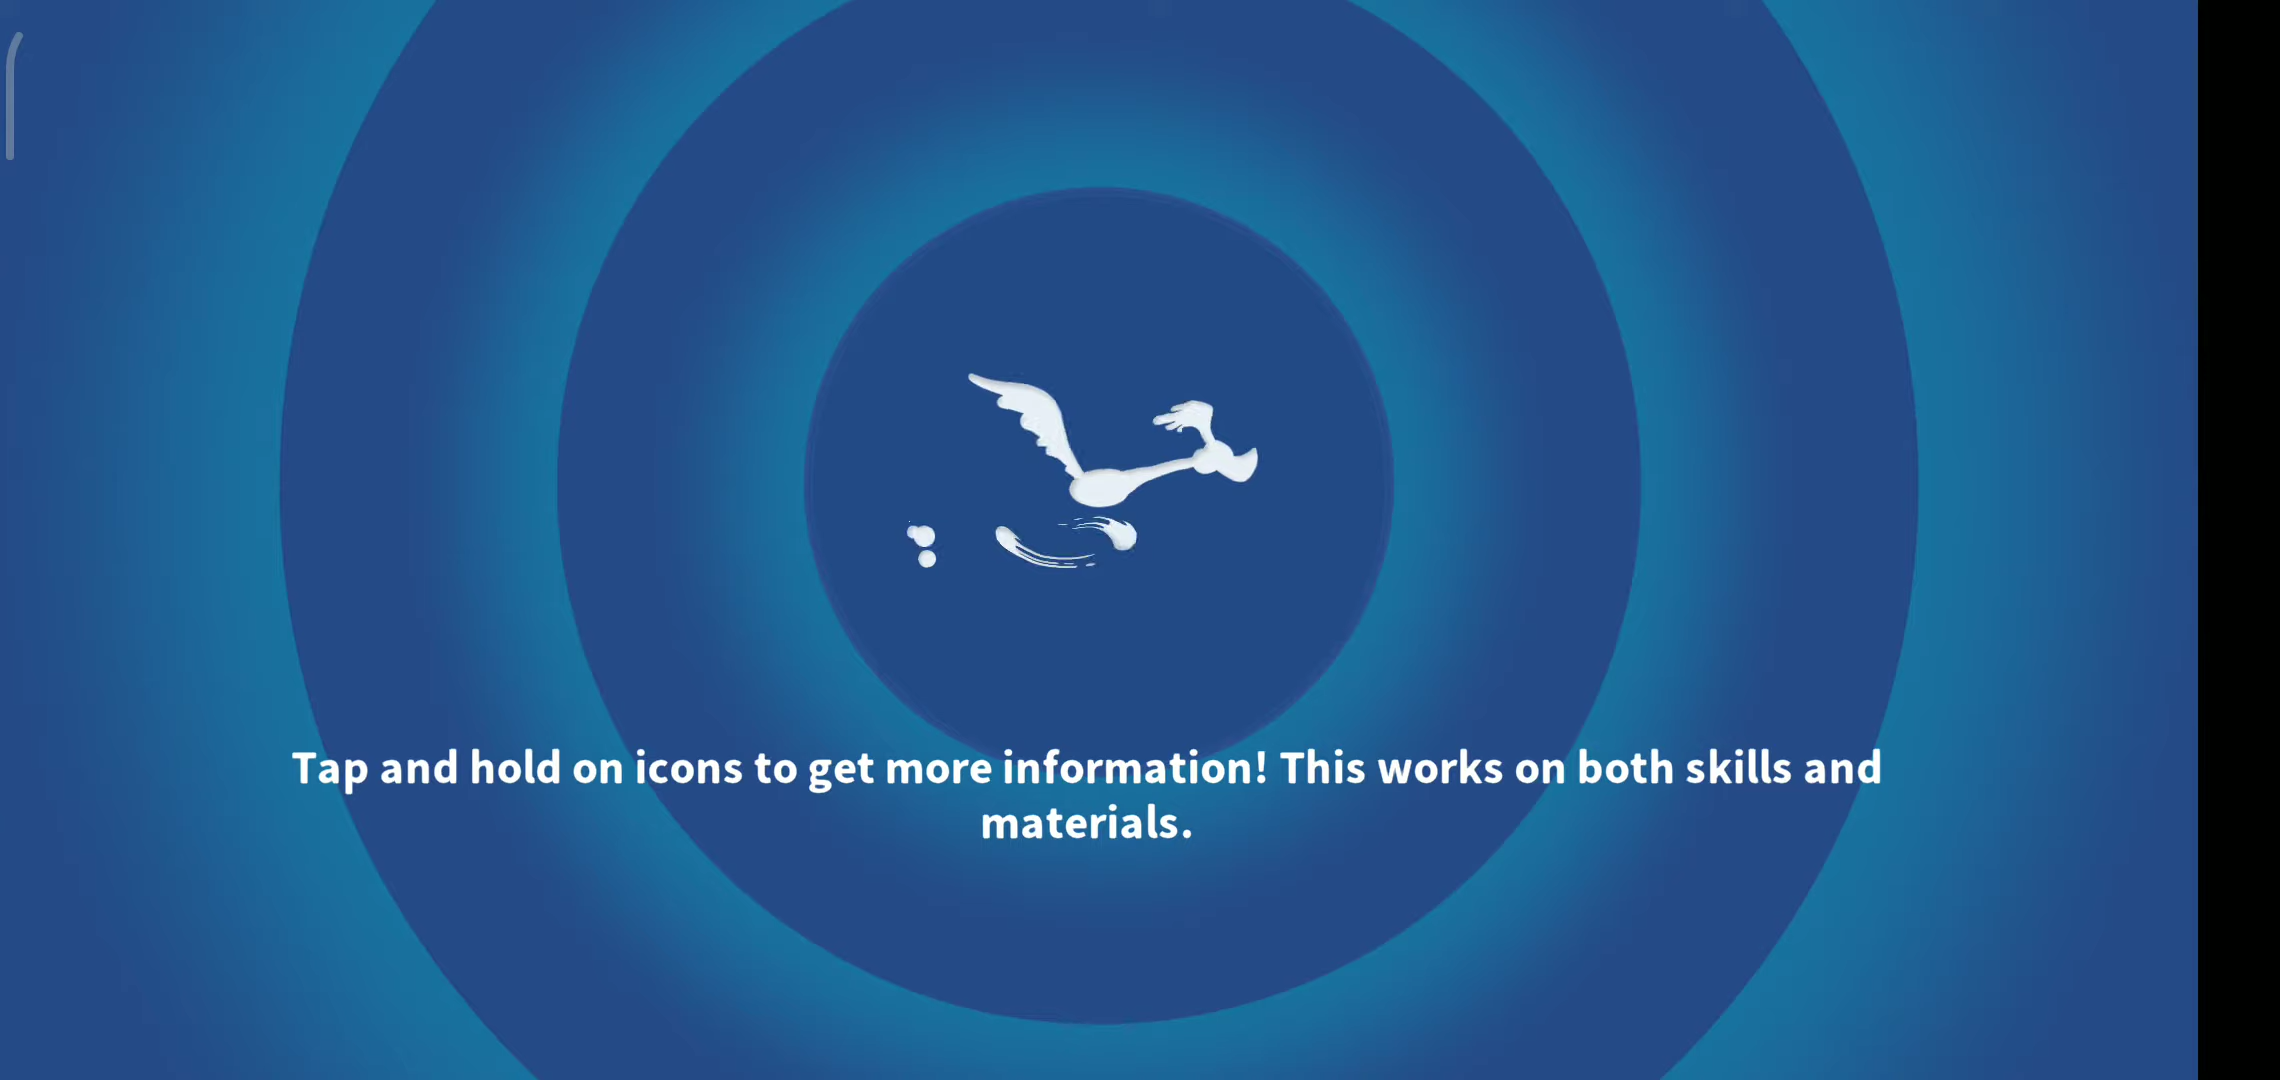 Tap and hold on icons to get more information! This works on both skills and
materials.